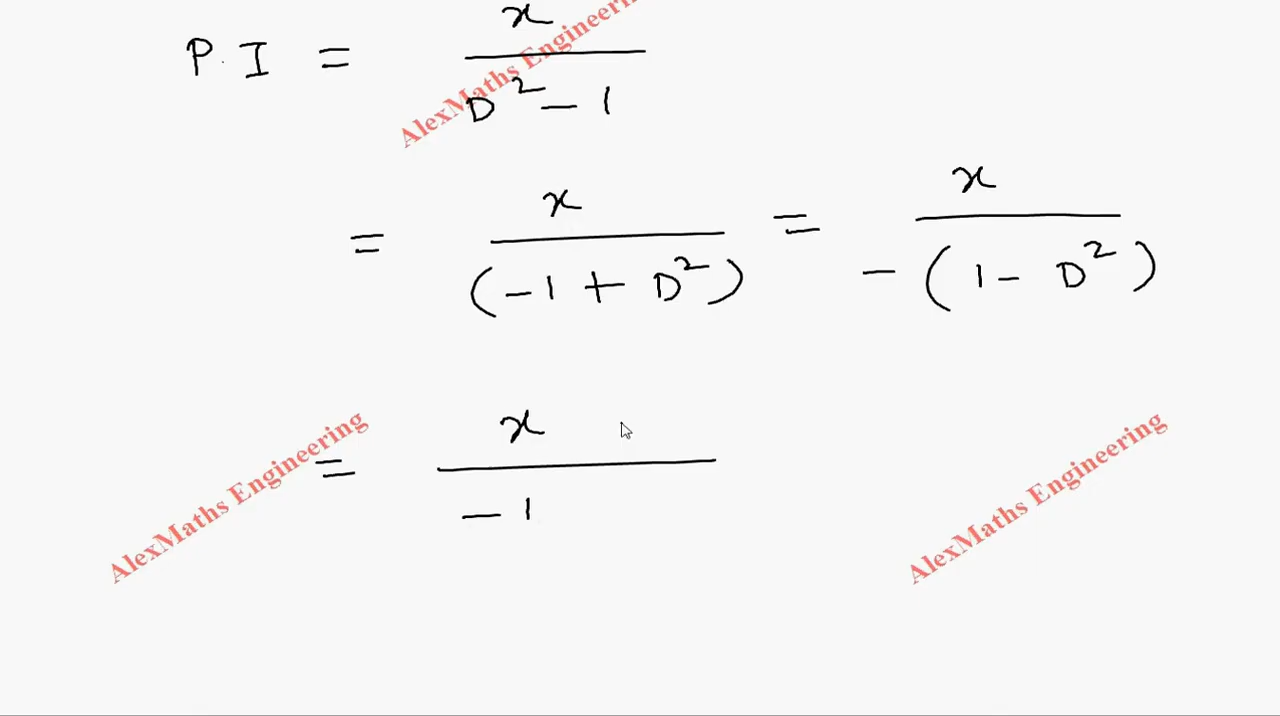 P.I = x / D² - 1
= x / (-1 + D²) = x / -(1 - D²)
= x / -1
AlexMaths Engineering
AlexMaths Engineering
AlexMaths Engineering